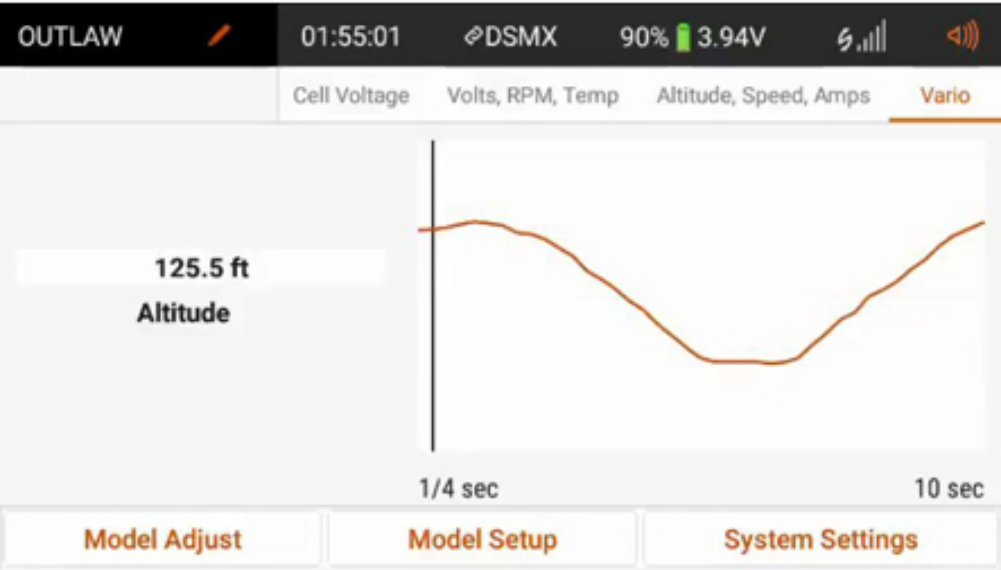 OUTLAW 01:55:01 DSMX 90% 3.94V
Cell Voltage Volts, RPM, Temp Altitude, Speed, Amps Vario
125.5 ft
Altitude
1/4 sec 10 sec
Model Adjust Model Setup System Settings